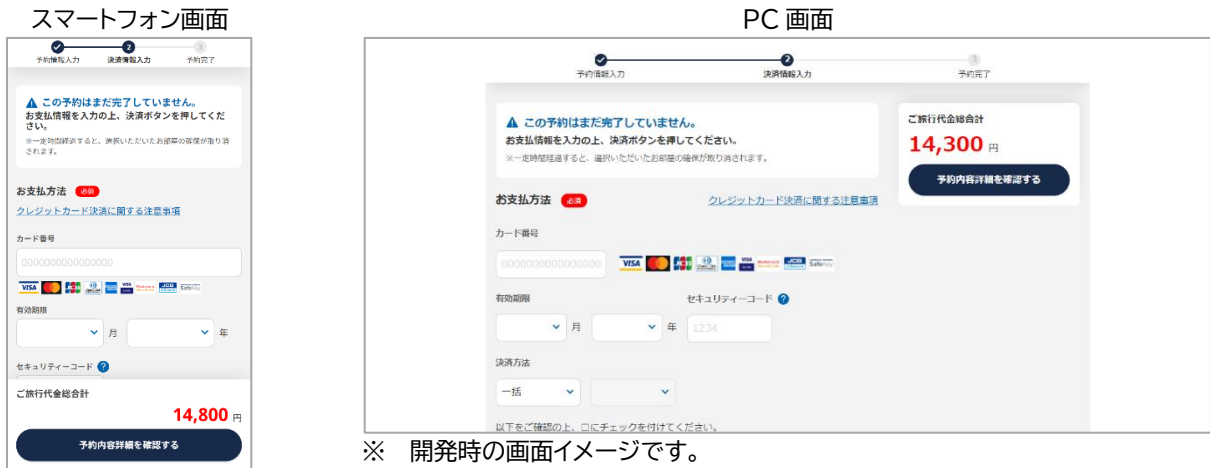 スマートフォン画面
予約情報入力
2
決済情報入力
3
予約完了
この予約はまだ完了していません。
お支払情報を入力の上、決済ボタンを押してくだ
さい。
※一定時間経過すると、選択いただいたお部屋の確保が取り消
されます。
お支払方法 必須
クレジットカード決済に関する注意事項
カード番号
0000000000000000
VISA JCB VISA JCB SafeKey
有効期限
月 年
セキュリティーコード ?
ご旅行代金総合計
14,800 円
予約内容詳細を確認する
PC 画面
予約情報入力
2
決済情報入力
3
予約完了
この予約はまだ完了していません。
お支払情報を入力の上、決済ボタンを押してください。
※一定時間経過すると、選択いただいたお部屋の確保が取り消されます。
お支払方法 必須 クレジットカード決済に関する注意事項
カード番号
0000000000000000 VISA JCB VISA JCB SafeKey
有効期限 セキュリティーコード ?
月 年 1234
決済方法
一括
以下をご確認の上、□にチェックを付けてください。
ご旅行代金総合計
14,300 円
予約内容詳細を確認する
※ 開発時の画面イメージです。